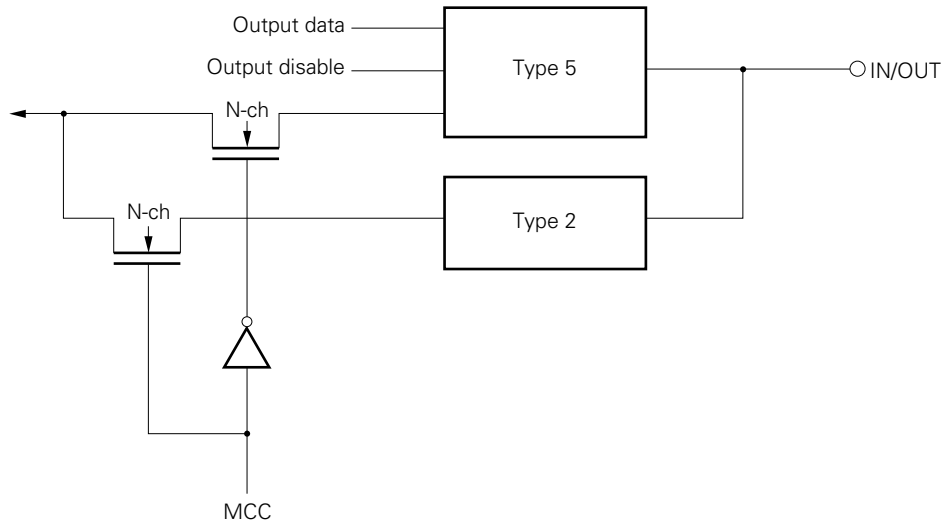 Output data
Output disable
Type 5
IN/OUT
N-ch
N-ch
Type 2
MCC